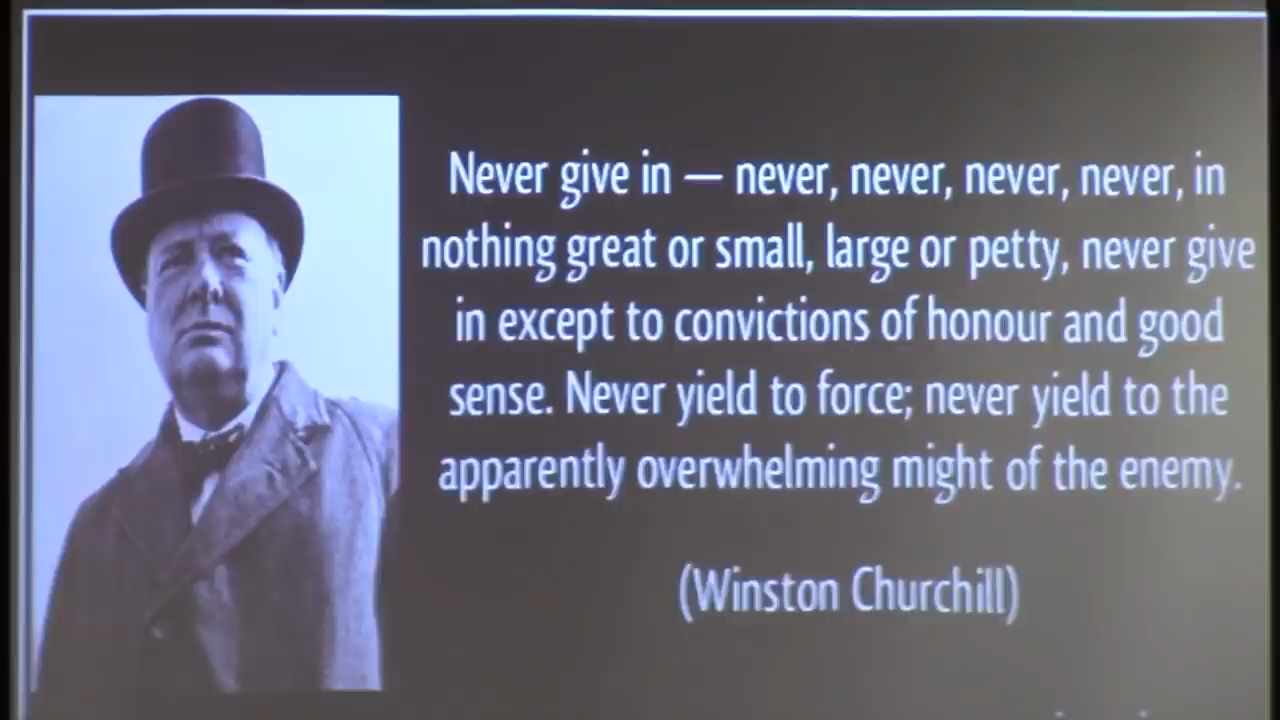 Never give in — never, never, never, never, in
nothing great or small, large or petty, never give
in except to convictions of honour and good
sense. Never yield to force; never yield to the
apparently overwhelming might of the enemy.
(Winston Churchill)